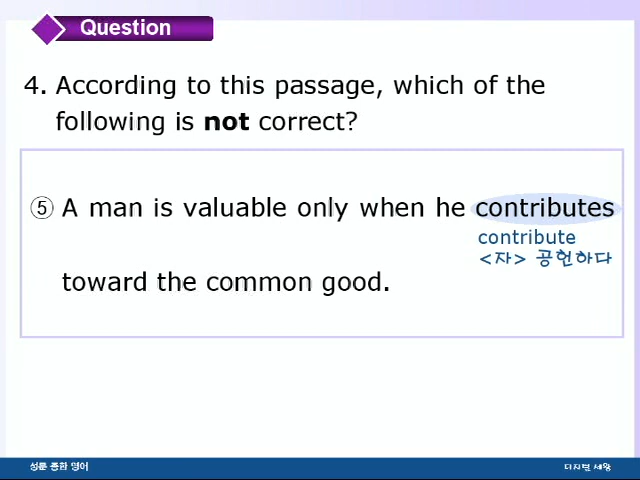 Question
4. According to this passage, which of the
following is not correct?
⑤ A man is valuable only when he contributes
contribute
<자> 공헌하다
toward the common good.
성문 종합 영어
디지털 세왕